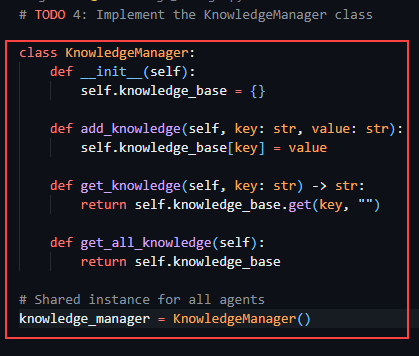 # TODO 4: Implement the KnowledgeManager class
class KnowledgeManager:
    def __init__(self):
        self.knowledge_base = {}
    def add_knowledge(self, key: str, value: str):
        self.knowledge_base[key] = value
    def get_knowledge(self, key: str) -> str:
        return self.knowledge_base.get(key, "")
    def get_all_knowledge(self):
        return self.knowledge_base
# Shared instance for all agents
knowledge_manager = KnowledgeManager()